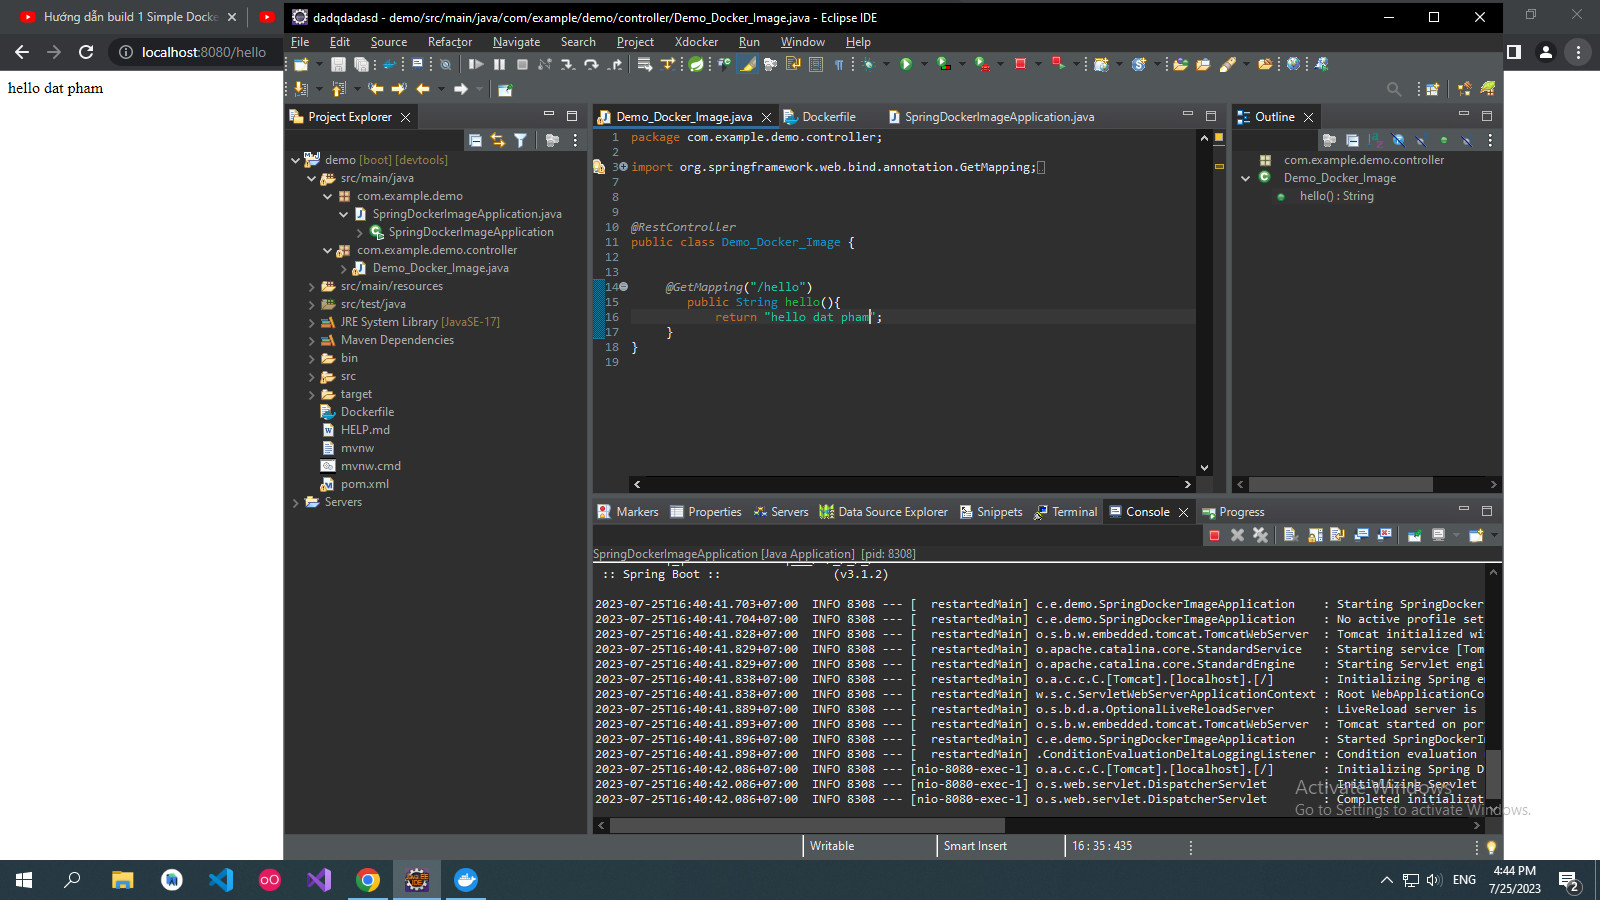 Hướng dẫn build 1 Simple Docke
localhost:8080/hello
hello dat pham
dadqdadasd - demo/src/main/java/com/example/demo/controller/Demo_Docker_Image.java - Eclipse IDE
File Edit Source Refactor Navigate Search Project Xdocker Run Window Help
Project Explorer
demo [boot] [devtools]
src/main/java
com.example.demo
SpringDockerImageApplication.java
SpringDockerImageApplication
com.example.demo.controller
Demo_Docker_Image.java
src/main/resources
src/test/java
JRE System Library [JavaSE-17]
Maven Dependencies
bin
src
target
Dockerfile
HELP.md
mvnw
mvnw.cmd
pom.xml
Servers
Demo_Docker_Image.java Dockerfile SpringDockerImageApplication.java
1 package com.example.demo.controller;
2
3 import org.springframework.web.bind.annotation.GetMapping;
7
8
9
10 @RestController
11 public class Demo_Docker_Image {
12
13
14 @GetMapping("/hello")
15 public String hello(){
16 return "hello dat pham";
17 }
18 }
19
Outline
com.example.demo.controller
Demo_Docker_Image
hello() : String
Markers Properties Servers Data Source Explorer Snippets Terminal Console Progress
SpringDockerImageApplication [Java Application] [pid: 8308]
:: Spring Boot :: (v3.1.2)
2023-07-25T16:40:41.703+07:00 INFO 8308 --- [ restartedMain] c.e.demo.SpringDockerImageApplication : Starting SpringDocker
2023-07-25T16:40:41.704+07:00 INFO 8308 --- [ restartedMain] c.e.demo.SpringDockerImageApplication : No active profile set
2023-07-25T16:40:41.828+07:00 INFO 8308 --- [ restartedMain] o.s.b.w.embedded.tomcat.TomcatWebServer : Tomcat initialized wi
2023-07-25T16:40:41.829+07:00 INFO 8308 --- [ restartedMain] o.apache.catalina.core.StandardService : Starting service [Tom
2023-07-25T16:40:41.829+07:00 INFO 8308 --- [ restartedMain] o.apache.catalina.core.StandardEngine : Starting Servlet engi
2023-07-25T16:40:41.838+07:00 INFO 8308 --- [ restartedMain] o.a.c.c.C.[Tomcat].[localhost].[/] : Initializing Spring e
2023-07-25T16:40:41.838+07:00 INFO 8308 --- [ restartedMain] w.s.c.ServletWebServerApplicationContext : Root WebApplicationCo
2023-07-25T16:40:41.889+07:00 INFO 8308 --- [ restartedMain] o.s.b.d.a.OptionalLiveReloadServer : LiveReload server is
2023-07-25T16:40:41.893+07:00 INFO 8308 --- [ restartedMain] o.s.b.w.embedded.tomcat.TomcatWebServer : Tomcat started on por
2023-07-25T16:40:41.896+07:00 INFO 8308 --- [ restartedMain] c.e.demo.SpringDockerImageApplication : Started SpringDockerI
2023-07-25T16:40:41.898+07:00 INFO 8308 --- [ restartedMain] .ConditionEvaluationDeltaLoggingListener : Condition evaluation
2023-07-25T16:40:42.086+07:00 INFO 8308 --- [nio-8080-exec-1] o.a.c.c.C.[Tomcat].[localhost].[/] : Initializing Spring D
2023-07-25T16:40:42.086+07:00 INFO 8308 --- [nio-8080-exec-1] o.s.web.servlet.DispatcherServlet : Initializing Servlet
2023-07-25T16:40:42.086+07:00 INFO 8308 --- [nio-8080-exec-1] o.s.web.servlet.DispatcherServlet : Completed initializat
Activate Windows
Go to Settings to activate Windows.
Writable Smart Insert 16 : 35 : 435
ENG
4:44 PM
7/25/2023
2